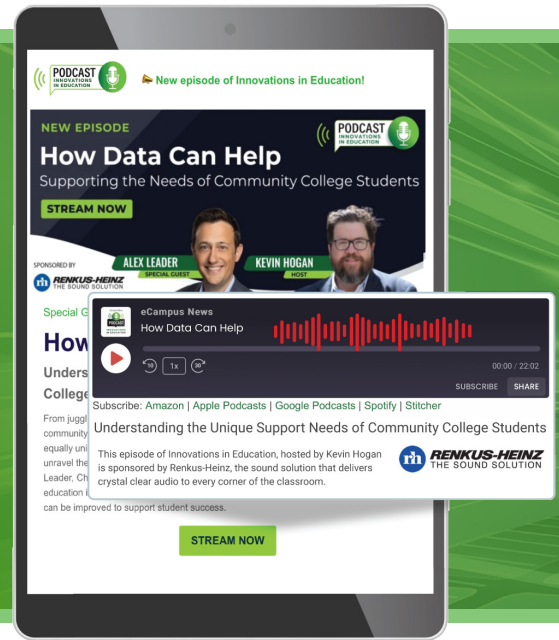 PODCAST
INNOVATIONS
IN EDUCATION
New episode of Innovations in Education!
NEW EPISODE
PODCAST
INNOVATIONS
IN EDUCATION
How Data Can Help
Supporting the Needs of Community College Students
STREAM NOW
SPONSORED BY
rh RENKUS-HEINZ
THE SOUND SOLUTION
ALEX LEADER
SPECIAL GUEST
KEVIN HOGAN
HOST
Special G
How
Unders
College
From juggl
community
equally uni
unravel the
Leader, Ch
education i
can be improved to support student success.
STREAM NOW
PODCAST
eCampus News
How Data Can Help
10
1x
30
00:00 / 22:02
SUBSCRIBE SHARE
Subscribe: Amazon | Apple Podcasts | Google Podcasts | Spotify | Stitcher
Understanding the Unique Support Needs of Community College Students
This episode of Innovations in Education, hosted by Kevin Hogan
is sponsored by Renkus-Heinz, the sound solution that delivers
crystal clear audio to every corner of the classroom.
rh RENKUS-HEINZ
THE SOUND SOLUTION